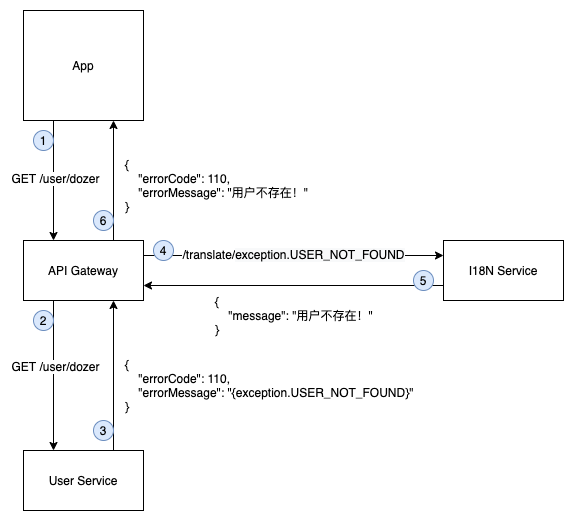 App
1
GET /user/dozer
{
"errorCode": 110,
"errorMessage": "用户不存在！"
}
6
API Gateway
4
/translate/exception.USER_NOT_FOUND
I18N Service
5
{
"message": "用户不存在！"
}
2
GET /user/dozer
{
"errorCode": 110,
"errorMessage": "{exception.USER_NOT_FOUND}"
}
3
User Service